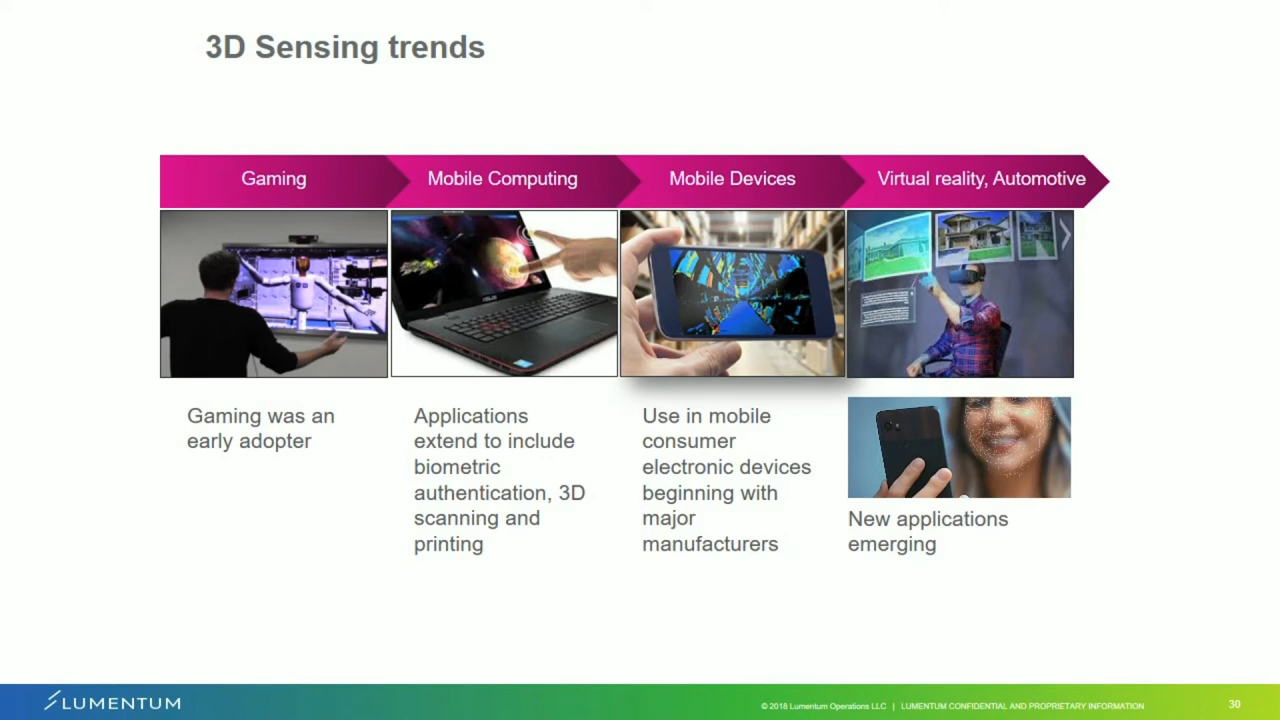 3D Sensing trends
Gaming
Mobile Computing
Mobile Devices
Virtual reality, Automotive
Gaming was an
early adopter
Applications
extend to include
biometric
authentication, 3D
scanning and
printing
Use in mobile
consumer
electronic devices
beginning with
major
manufacturers
New applications
emerging
LUMENTUM
© 2018 Lumentum Operations LLC | LUMENTUM CONFIDENTIAL AND PROPRIETARY INFORMATION
30